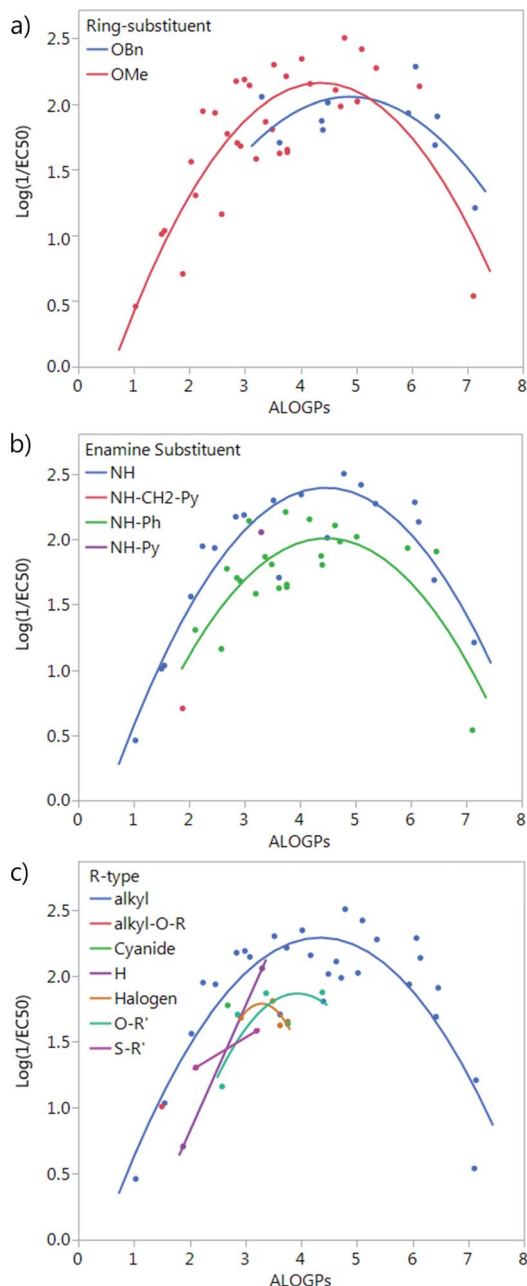 a)
Ring-substituent
OBn
OMe
2.5
2.0
1.5
1.0
0.5
0.0
Log(1/EC50)
1 2 3 4 5 6 7 8
ALOGPs
b)
Enamine Substituent
NH
NH-CH2-Py
NH-Ph
NH-Py
2.5
2.0
1.5
1.0
0.5
0.0
Log(1/EC50)
0 1 2 3 4 5 6 7 8
ALOGPs
c)
R-type
alkyl
alkyl-O-R
Cyanide
H
Halogen
O-R'
S-R'
2.5
2.0
1.5
1.0
0.5
0.0
Log(1/EC50)
0 1 2 3 4 5 6 7 8
ALOGPs